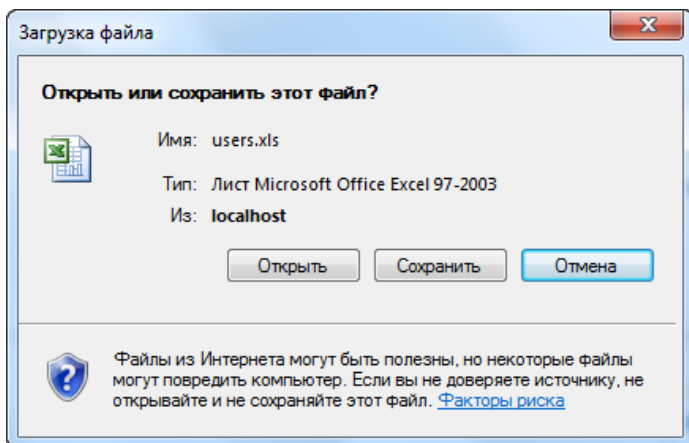 Загрузка файла
Открыть или сохранить этот файл?
Имя: users.xls
Тип: Лист Microsoft Office Excel 97-2003
Из: localhost
Открыть Сохранить Отмена
Файлы из Интернета могут быть полезны, но некоторые файлы
могут повредить компьютер. Если вы не доверяете источнику, не
открывайте и не сохраняйте этот файл. Факторы риска